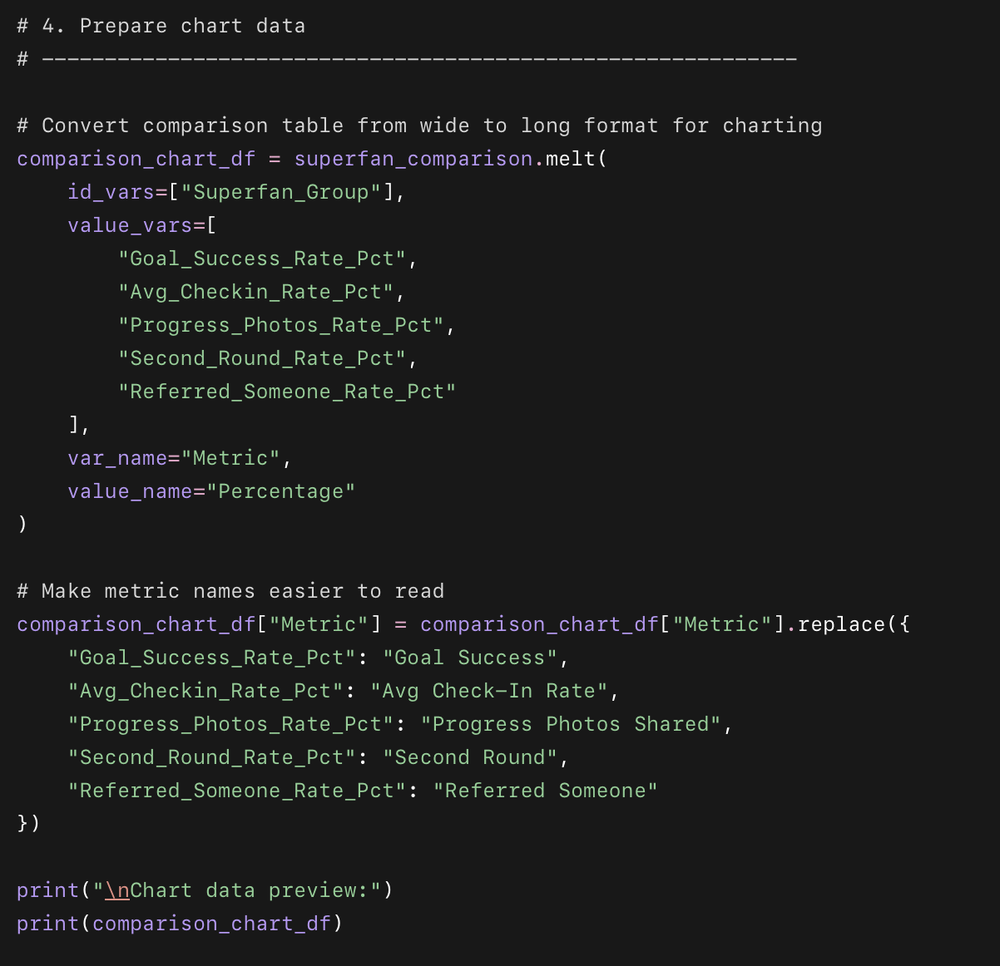 # 4. Prepare chart data
# ------------------------------------------------------------
# Convert comparison table from wide to long format for charting
comparison_chart_df = superfan_comparison.melt(
    id_vars=["Superfan_Group"],
    value_vars=[
        "Goal_Success_Rate_Pct",
        "Avg_Checkin_Rate_Pct",
        "Progress_Photos_Rate_Pct",
        "Second_Round_Rate_Pct",
        "Referred_Someone_Rate_Pct"
    ],
    var_name="Metric",
    value_name="Percentage"
)
# Make metric names easier to read
comparison_chart_df["Metric"] = comparison_chart_df["Metric"].replace({
    "Goal_Success_Rate_Pct": "Goal Success",
    "Avg_Checkin_Rate_Pct": "Avg Check-In Rate",
    "Progress_Photos_Rate_Pct": "Progress Photos Shared",
    "Second_Round_Rate_Pct": "Second Round",
    "Referred_Someone_Rate_Pct": "Referred Someone"
})
print("\nChart data preview:")
print(comparison_chart_df)